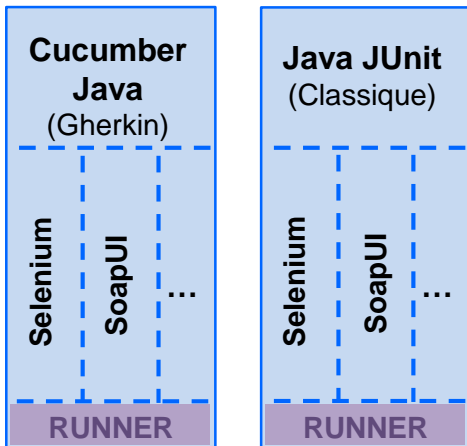 Cucumber
Java
(Gherkin)
Selenium
SoapUI
...
RUNNER
Java JUnit
(Classique)
Selenium
SoapUI
...
RUNNER